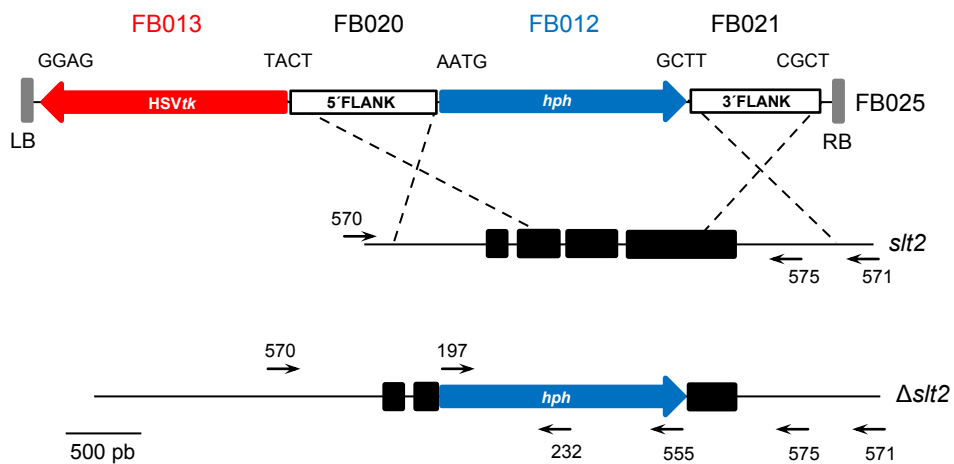 FB013 FB020 FB012 FB021
GGAG TACT AATG GCTT CGCT
HSVtk 5´FLANK hph 3´FLANK FB025
LB RB
570
slt2
575 571
570 197
hph Δslt2
500 pb 232 555 575 571